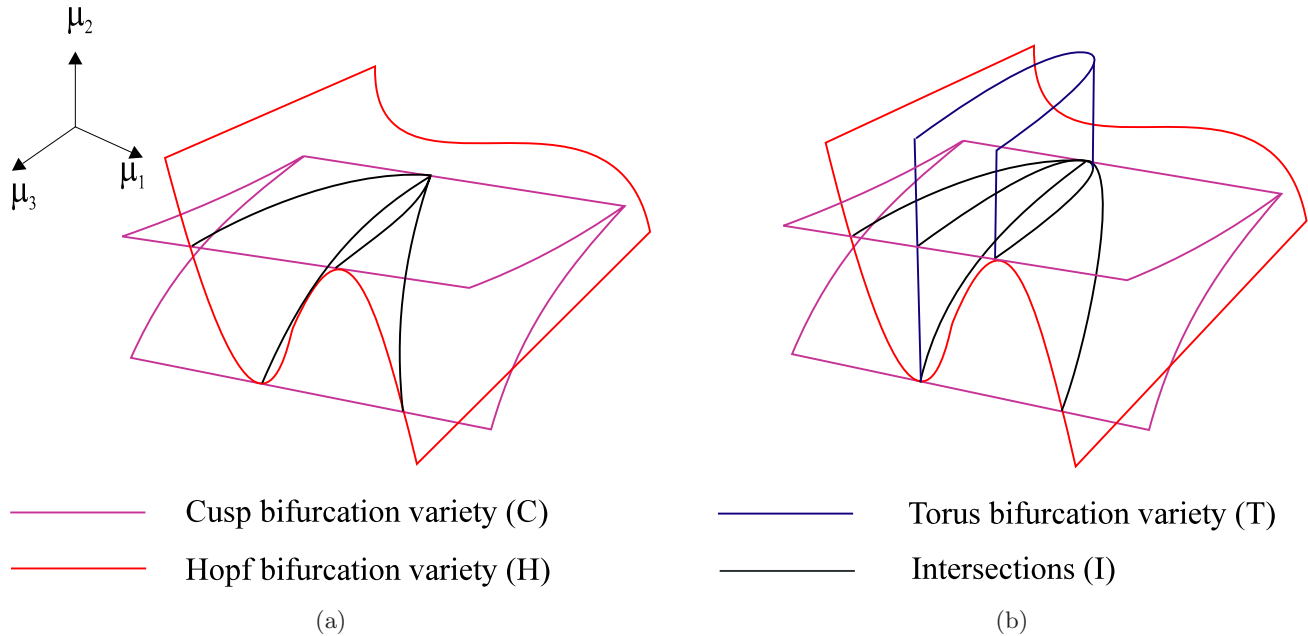 μ2
μ3
μ1
Cusp bifurcation variety (C)
Torus bifurcation variety (T)
Hopf bifurcation variety (H)
Intersections (I)
(a)
(b)